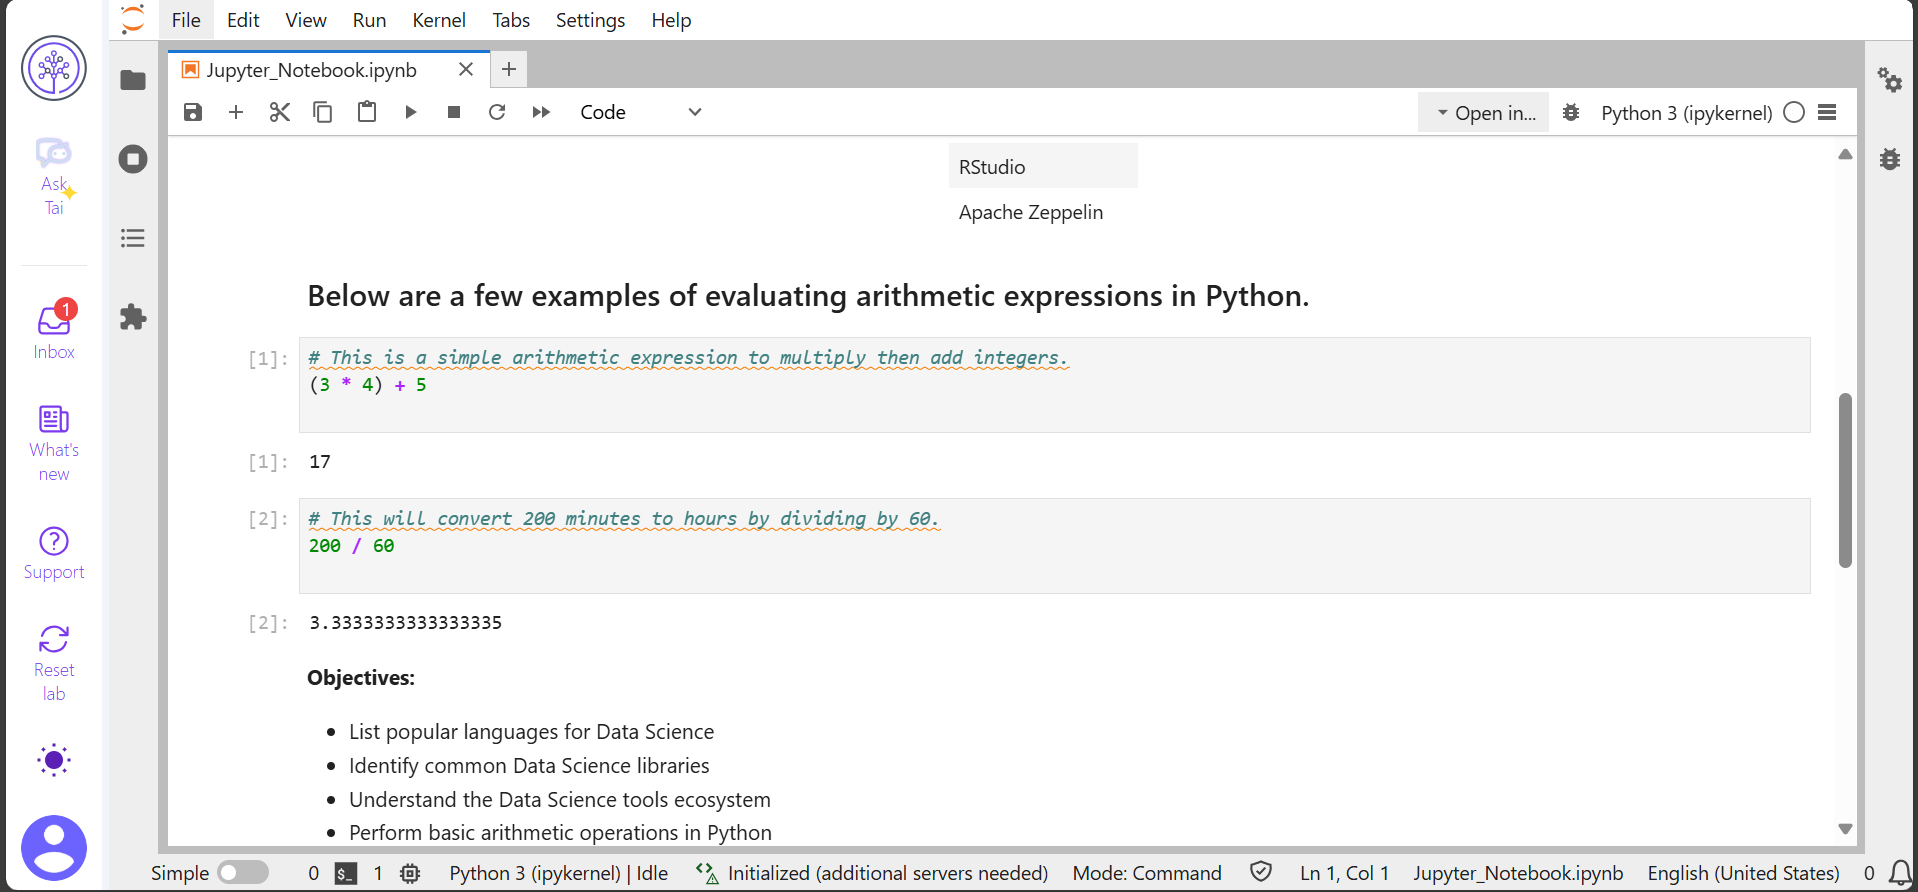 File Edit View Run Kernel Tabs Settings Help
Jupyter_Notebook.ipynb
Code
Open in...
Python 3 (ipykernel)
Ask
Tai
1
Inbox
What's
new
Support
Reset
lab
RStudio
Apache Zeppelin
Below are a few examples of evaluating arithmetic expressions in Python.
[1]: # This is a simple arithmetic expression to multiply then add integers.
(3 * 4) + 5
[1]: 17
[2]: # This will convert 200 minutes to hours by dividing by 60.
200 / 60
[2]: 3.3333333333333335
Objectives:
• List popular languages for Data Science
• Identify common Data Science libraries
• Understand the Data Science tools ecosystem
• Perform basic arithmetic operations in Python
Simple 0 $_ 1 Python 3 (ipykernel) | Idle Initialized (additional servers needed) Mode: Command Ln 1, Col 1 Jupyter_Notebook.ipynb English (United States) 0